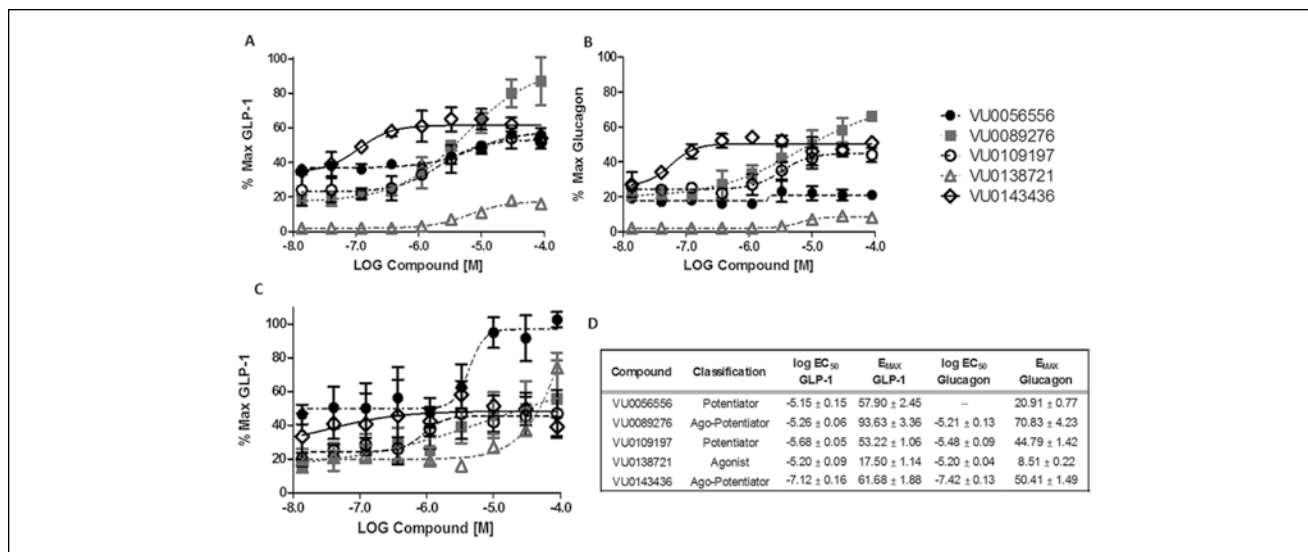 A
100
80
60
40
20
0
% Max GLP-1
-8.0 -7.0 -6.0 -5.0 -4.0
LOG Compound [M]
B
100
80
60
40
20
0
% Max Glucagon
-8.0 -7.0 -6.0 -5.0 -4.0
LOG Compound [M]
VU0056556
VU0089276
VU0109197
VU0138721
VU0143436
C
100
80
60
40
20
0
% Max GLP-1
-8.0 -7.0 -6.0 -5.0 -4.0
LOG Compound [M]
D
Compound Classification log EC50 GLP-1 EMAX GLP-1 log EC50 Glucagon EMAX Glucagon
VU0056556 Potentiator -5.15 ± 0.15 57.90 ± 2.45 -- 20.91 ± 0.77
VU0089276 Ago-Potentiator -5.26 ± 0.06 93.63 ± 3.36 -5.21 ± 0.13 70.83 ± 4.23
VU0109197 Potentiator -5.68 ± 0.05 53.22 ± 1.06 -5.48 ± 0.09 44.79 ± 1.42
VU0138721 Agonist -5.20 ± 0.09 17.50 ± 1.14 -5.20 ± 0.04 8.51 ± 0.22
VU0143436 Ago-Potentiator -7.12 ± 0.16 61.68 ± 1.88 -7.42 ± 0.13 50.41 ± 1.49